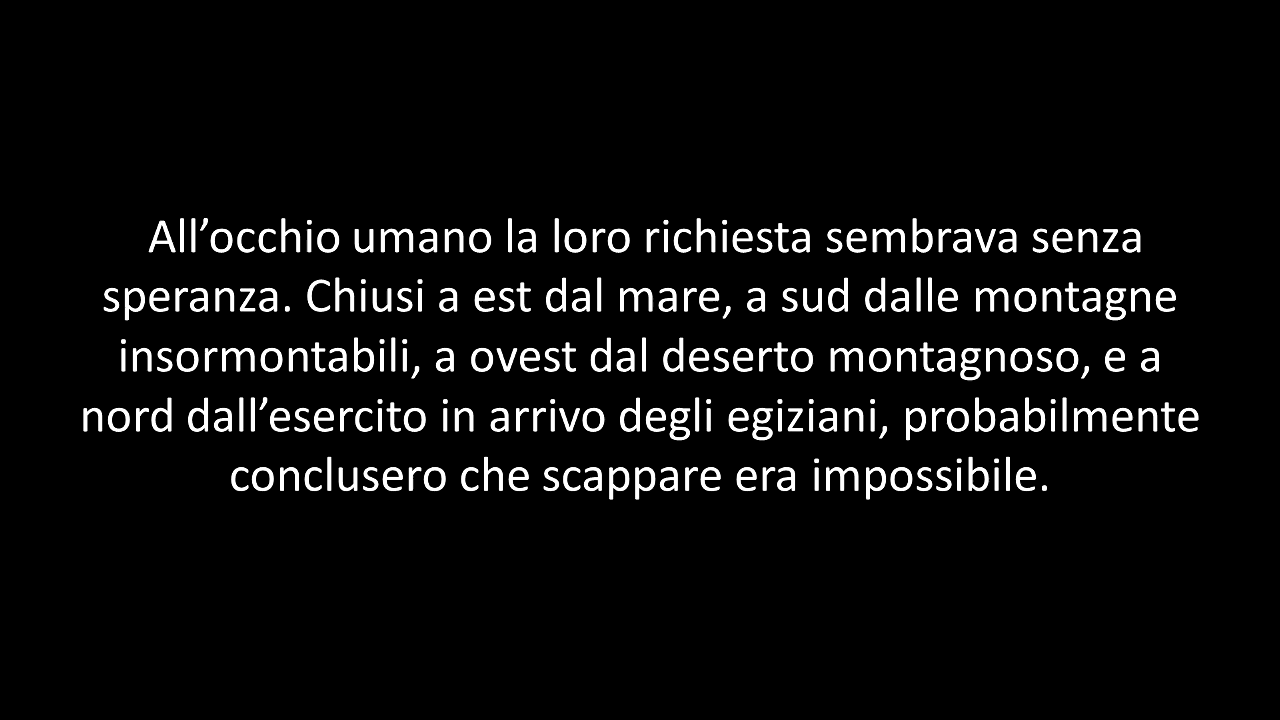 All’occhio umano la loro richiesta sembrava senza
speranza. Chiusi a est dal mare, a sud dalle montagne
insormontabili, a ovest dal deserto montagnoso, e a
nord dall’esercito in arrivo degli egiziani, probabilmente
conclusero che scappare era impossibile.